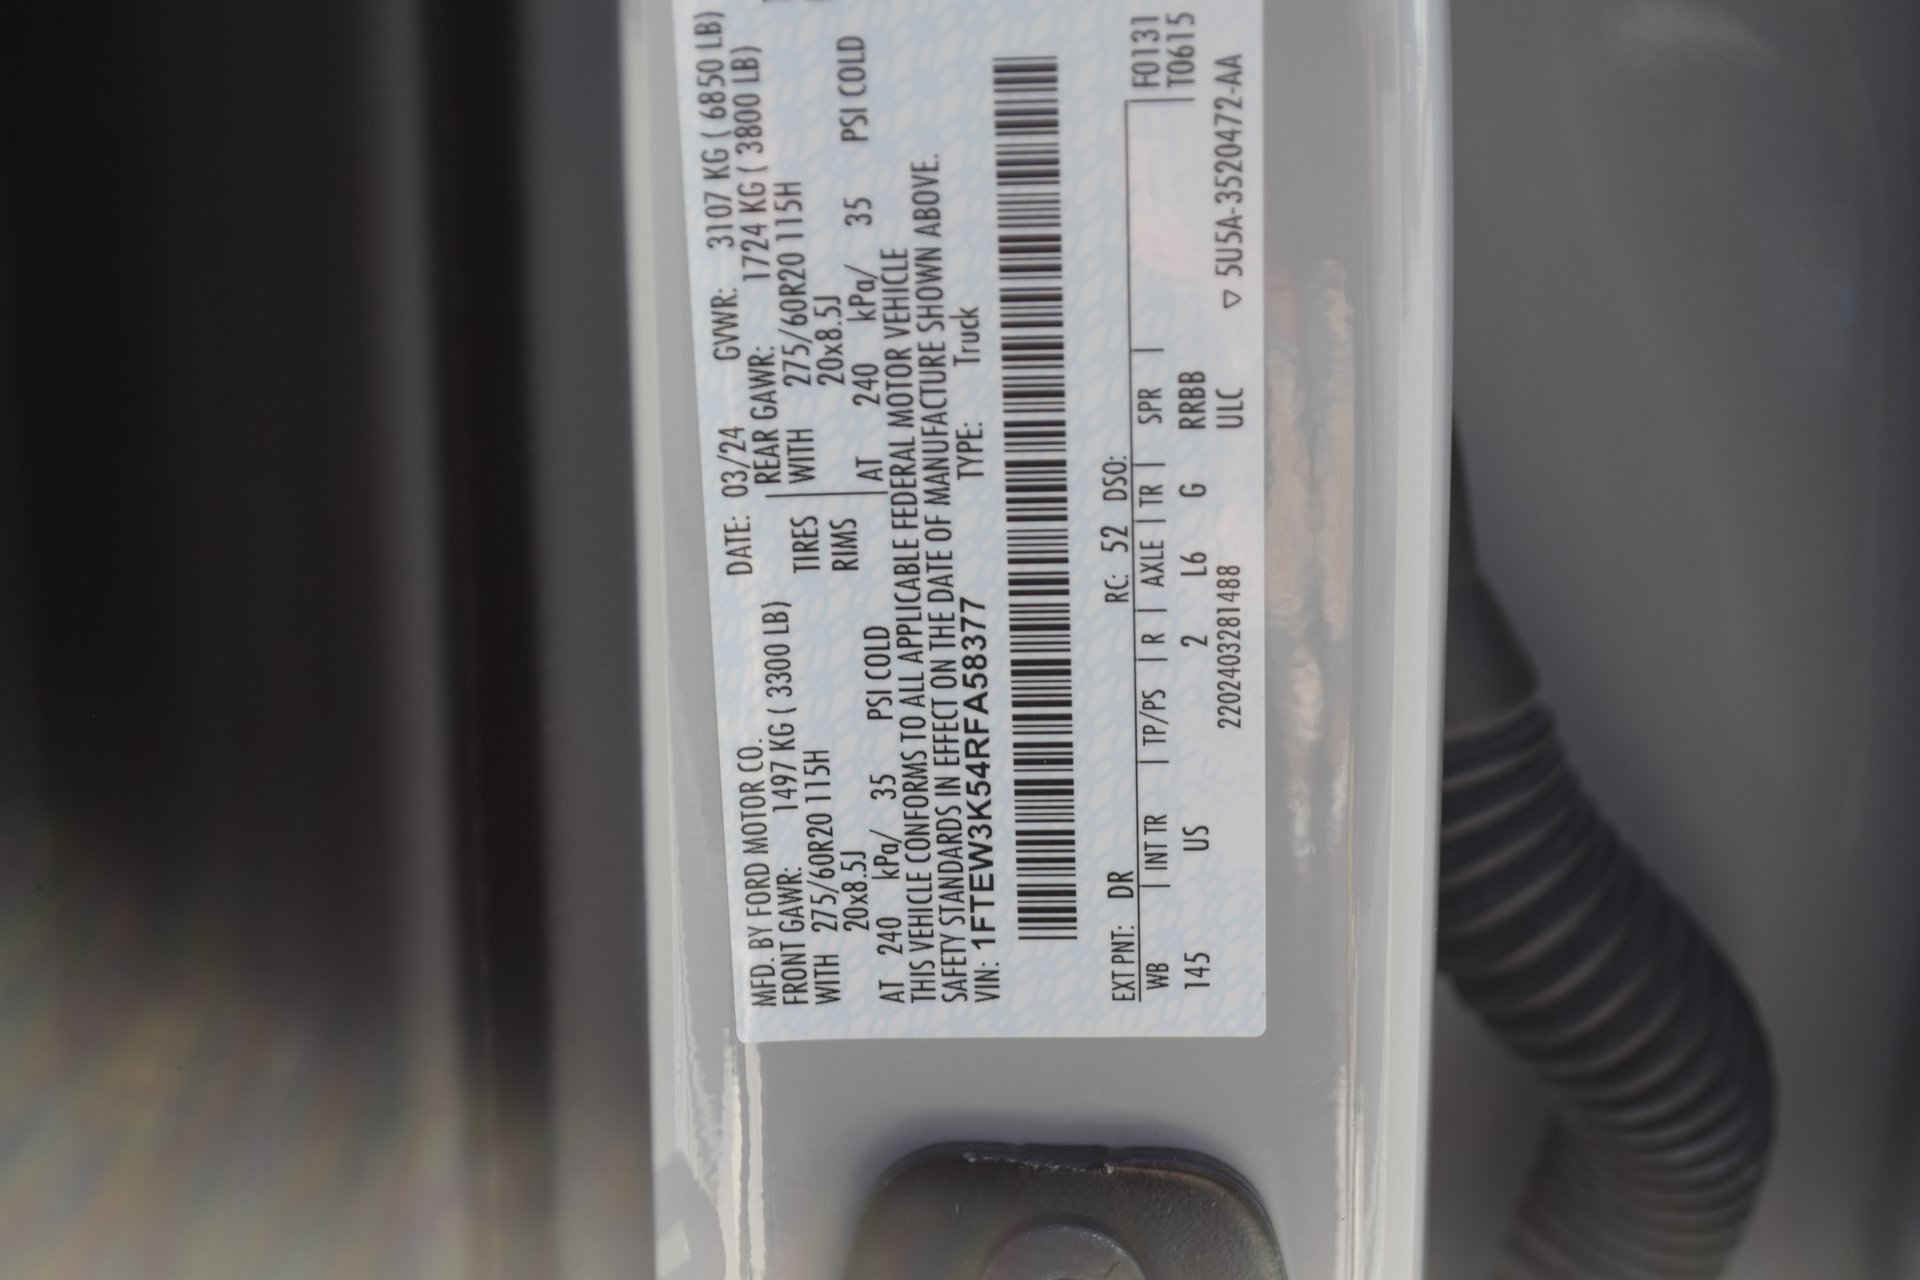 MFD. BY FORD MOTOR CO. DATE: 03/24 GVWR: 3107 KG ( 6850 LB)
FRONT GAWR: 1497 KG ( 3300 LB) REAR GAWR: 1724 KG ( 3800 LB)
WITH 275/60R20 115H TIRES WITH 275/60R20 115H
20x8.5J RIMS 20x8.5J
AT 240 kPa/ 35 PSI COLD AT 240 kPa/ 35 PSI COLD
THIS VEHICLE CONFORMS TO ALL APPLICABLE FEDERAL MOTOR VEHICLE
SAFETY STANDARDS IN EFFECT ON THE DATE OF MANUFACTURE SHOWN ABOVE.
VIN: 1FTEW3K54RFA58377 TYPE: Truck
EXT PNT: DR RC: 52 DSO: F0131
WB | INT TR | TP/PS | R | AXLE | TR | SPR | T0615
145 US 2 L6 G RRBB
2202403281488 ULC ▽ 5U5A-3520472-AA